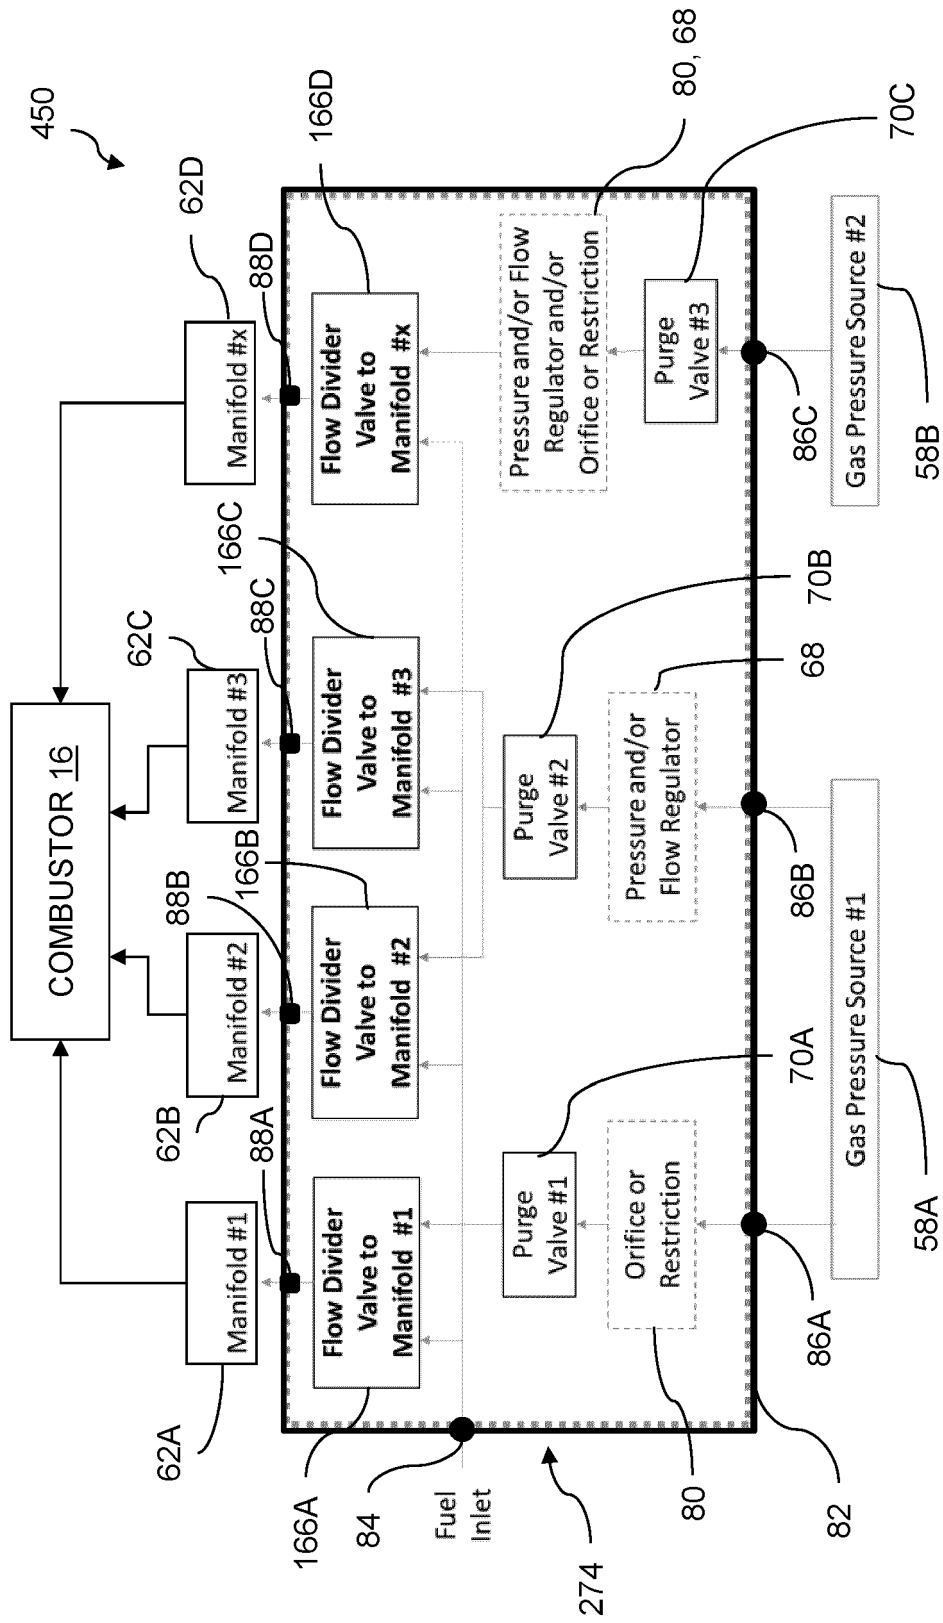 450
COMBUSTOR 16
62A
Manifold #1
62B
Manifold #2
62C
Manifold #3
62D
Manifold #x
88A
88B
88C
88D
166A
Flow Divider
Valve to
Manifold #1
166B
Flow Divider
Valve to
Manifold #2
166C
Flow Divider
Valve to
Manifold #3
166D
Flow Divider
Valve to
Manifold #x
84
Fuel
Inlet
274
Purge
Valve #1
70A
Purge
Valve #2
70B
Pressure and/or Flow
Regulator and/or
Orifice or Restriction
80, 68
80
Orifice or
Restriction
Pressure and/or
Flow Regulator
68
Purge
Valve #3
70C
82
86A
86B
86C
Gas Pressure Source #1
58A
Gas Pressure Source #2
58B